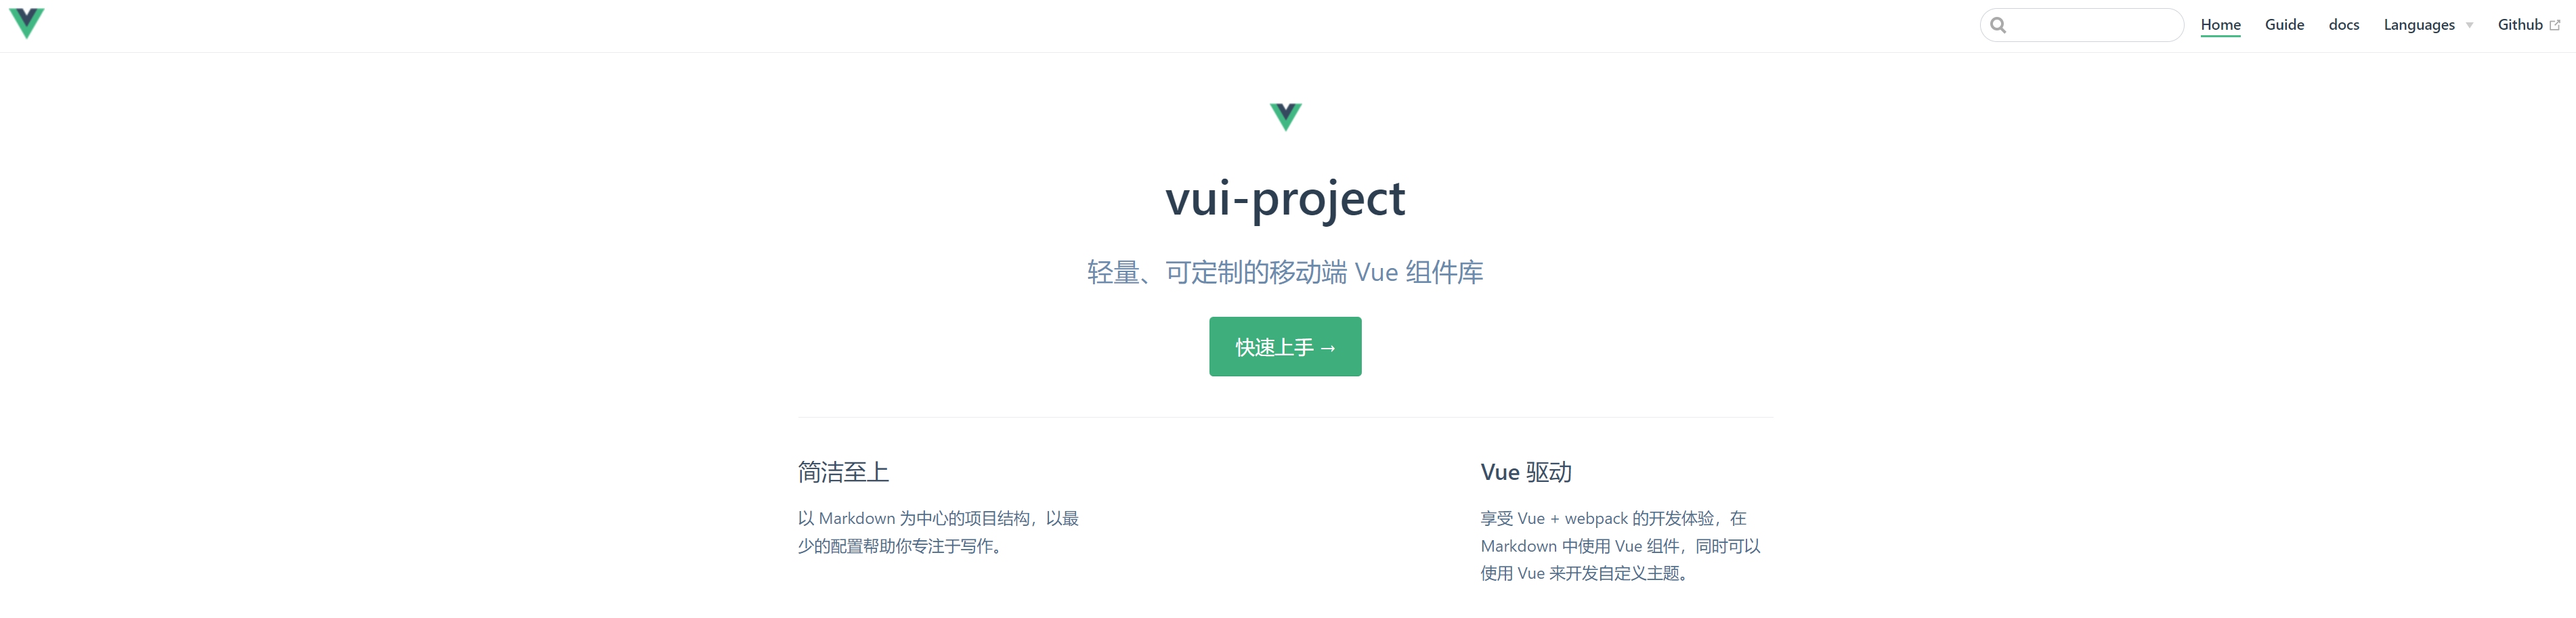 Home Guide docs Languages Github
vui-project
轻量、可定制的移动端 Vue 组件库
快速上手 →
简洁至上
以 Markdown 为中心的项目结构，以最
少的配置帮助你专注于写作。
Vue 驱动
享受 Vue + webpack 的开发体验，在
Markdown 中使用 Vue 组件，同时可以
使用 Vue 来开发自定义主题。